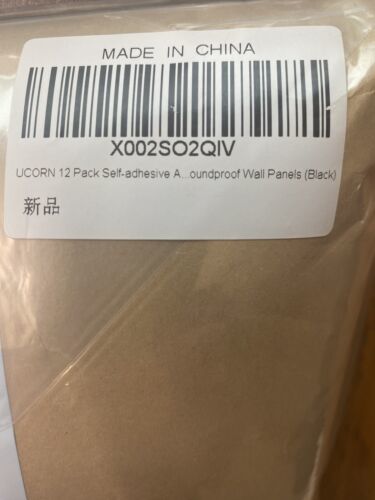 MADE IN CHINA
X002SO2QIV
UCORN 12 Pack Self-adhesive A...oundproof Wall Panels (Black)
新品